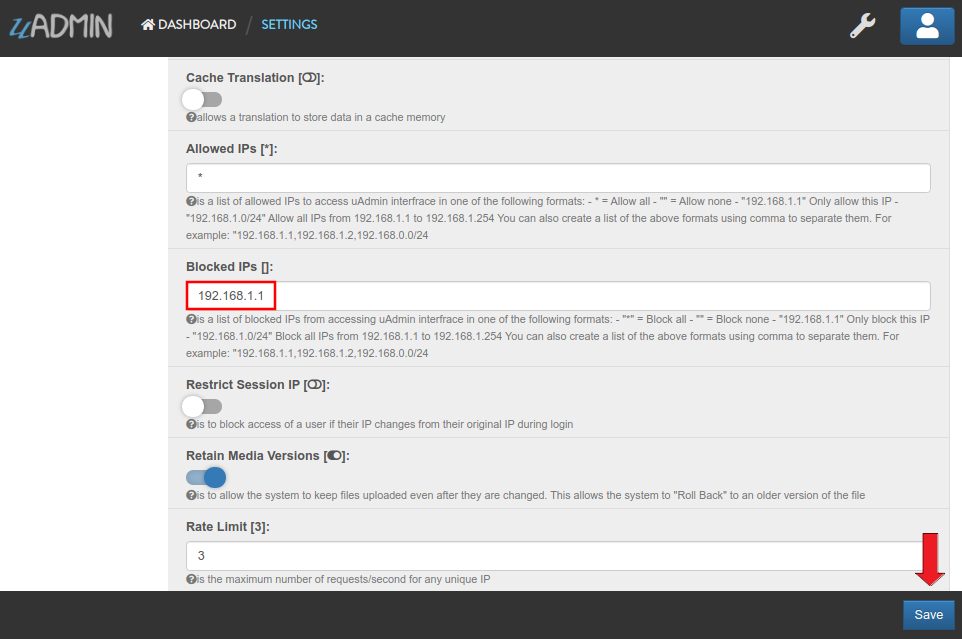 uADMIN DASHBOARD / SETTINGS
Cache Translation []:
allows a translation to store data in a cache memory
Allowed IPs [*]:
*
is a list of allowed IPs to access uAdmin interfrace in one of the following formats: - * = Allow all - "" = Allow none - "192.168.1.1" Only allow this IP -
"192.168.1.0/24" Allow all IPs from 192.168.1.1 to 192.168.1.254 You can also create a list of the above formats using comma to separate them. For
example: "192.168.1.1,192.168.1.2,192.168.0.0/24
Blocked IPs []:
192.168.1.1
is a list of blocked IPs from accessing uAdmin interfrace in one of the following formats: - "*" = Block all - "" = Block none - "192.168.1.1" Only block this IP
- "192.168.1.0/24" Block all IPs from 192.168.1.1 to 192.168.1.254 You can also create a list of the above formats using comma to separate them. For
example: "192.168.1.1,192.168.1.2,192.168.0.0/24
Restrict Session IP []:
is to block access of a user if their IP changes from their original IP during login
Retain Media Versions []:
is to allow the system to keep files uploaded even after they are changed. This allows the system to "Roll Back" to an older version of the file
Rate Limit [3]:
3
is the maximum number of requests/second for any unique IP
Save